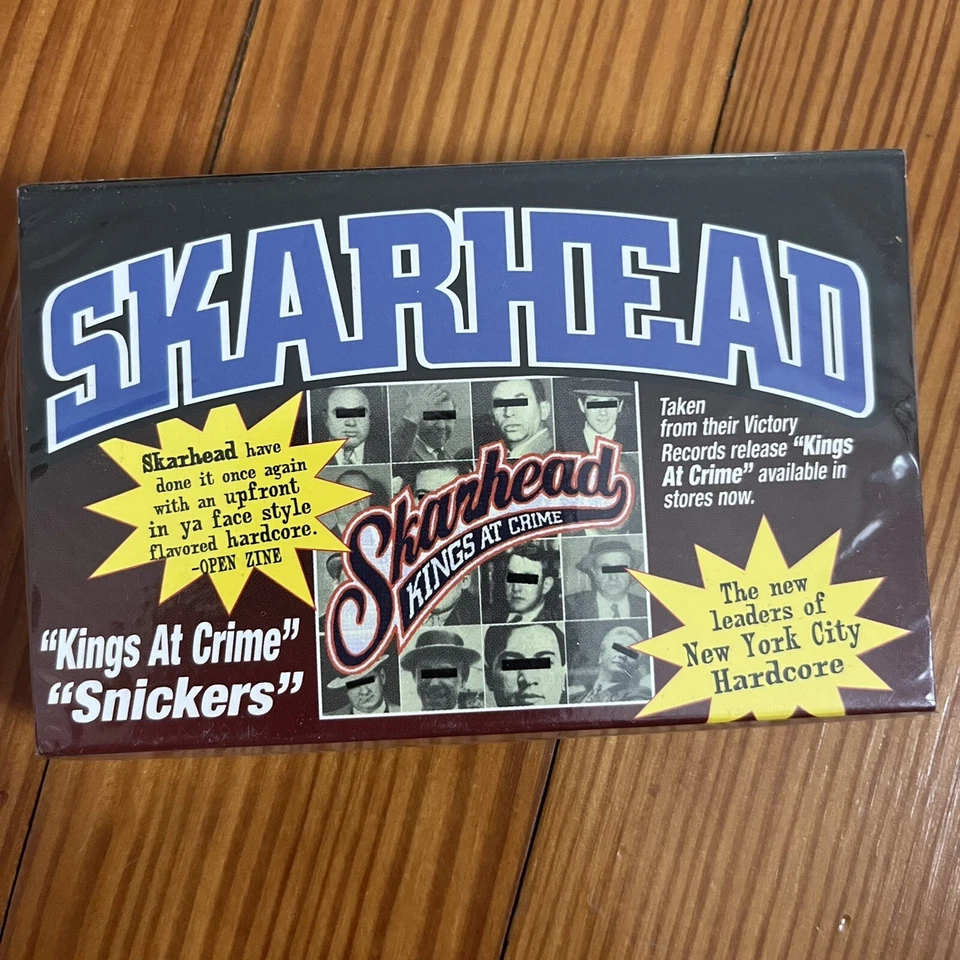 SKARHEAD
Skarhead have
done it once again
with an upfront
in ya face style
flavored hardcore.
-OPEN ZINE
"Kings At Crime"
"Snickers"
Skarhead
KINGS AT CRIME
Taken
from their Victory
Records release "Kings
At Crime" available in
stores now.
The new
leaders of
New York City
Hardcore